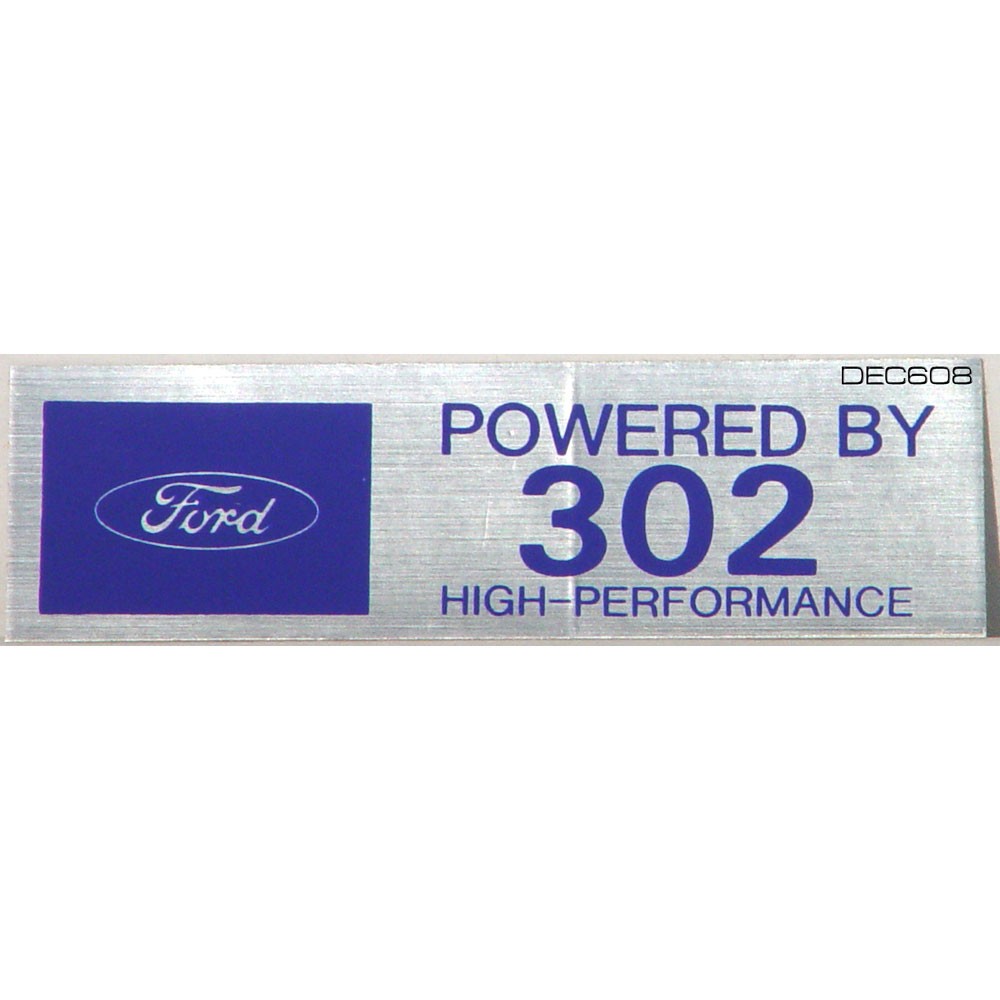 DEC608
Ford
POWERED BY
302
HIGH-PERFORMANCE